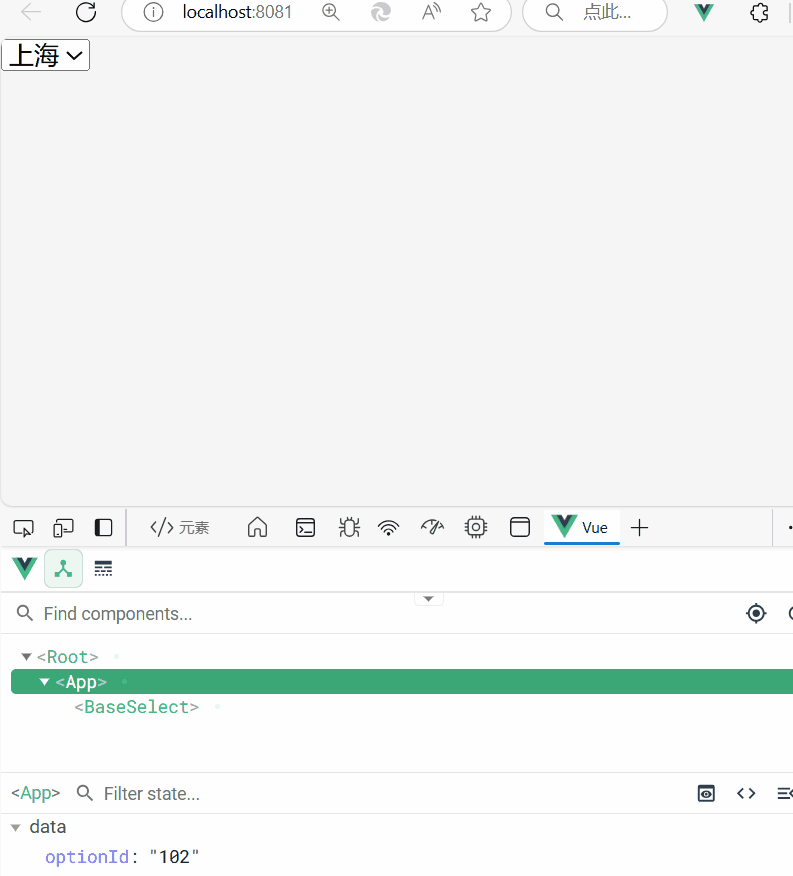 localhost:8081
点此...
上海
</> 元素
Vue
Find components...
<Root>
<App>
<BaseSelect>
<App>
Filter state...
data
optionId: "102"